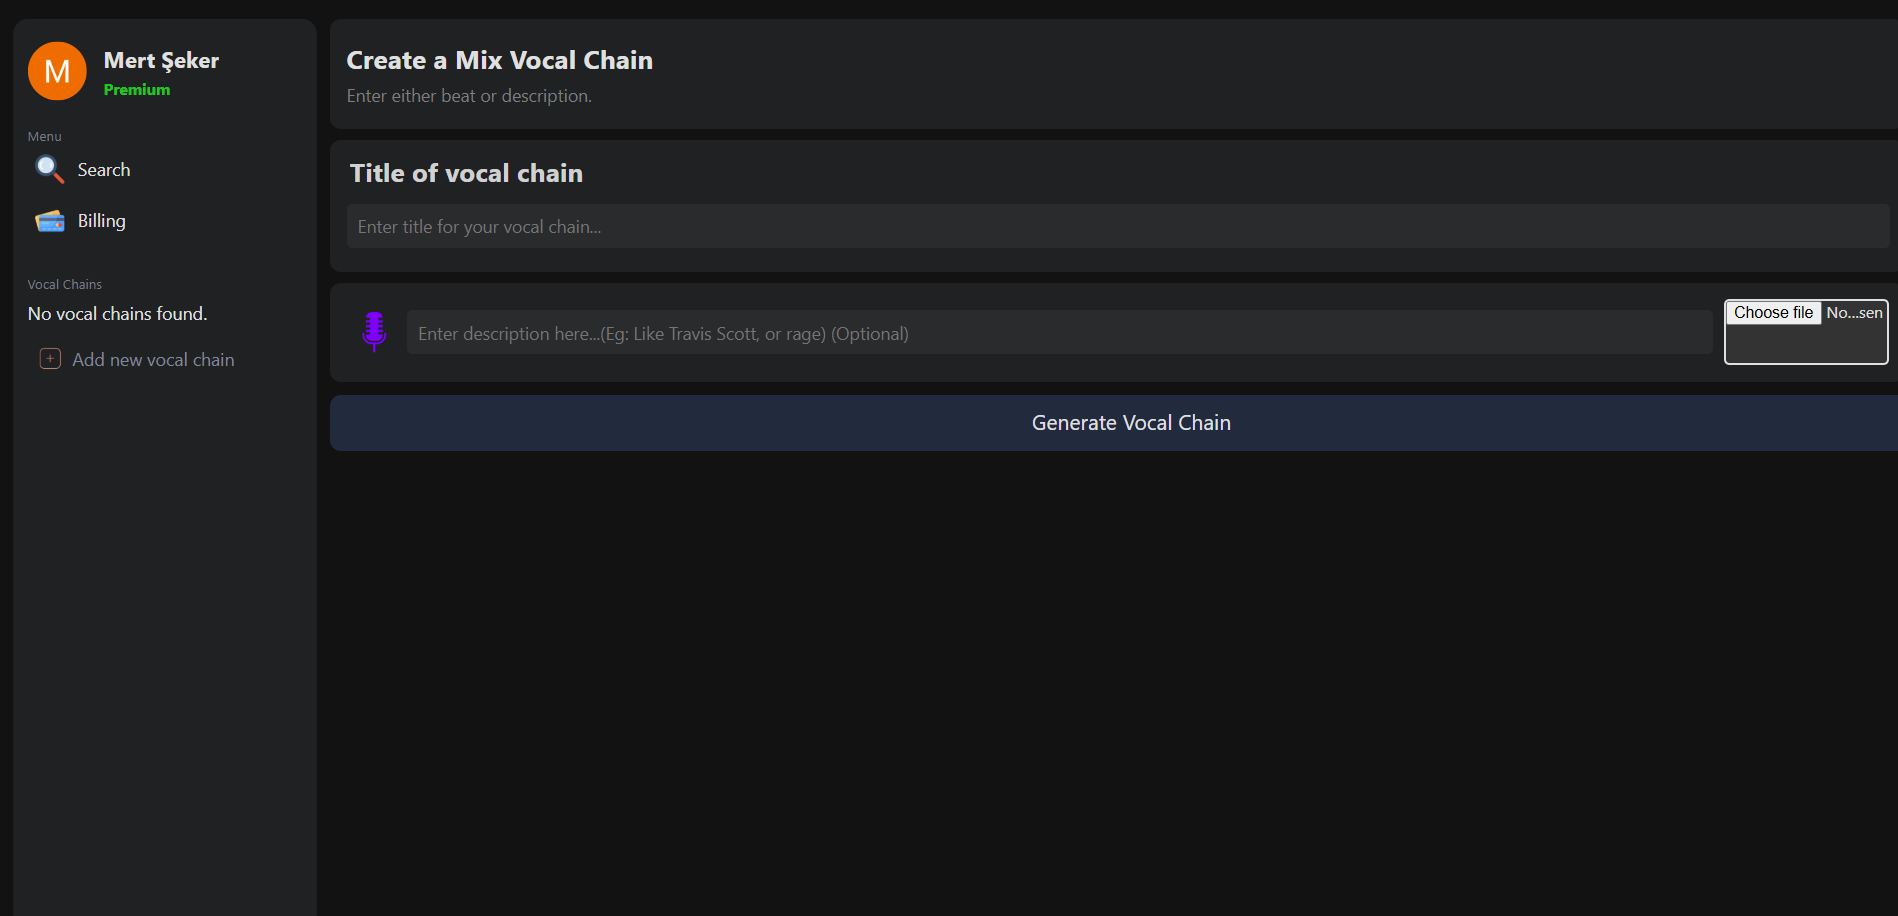 M
Mert Şeker
Premium
Menu
Search
Billing
Vocal Chains
No vocal chains found.
Add new vocal chain
Create a Mix Vocal Chain
Enter either beat or description.
Title of vocal chain
Enter title for your vocal chain...
Enter description here...(Eg: Like Travis Scott, or rage) (Optional)
Choose file No...sen
Generate Vocal Chain